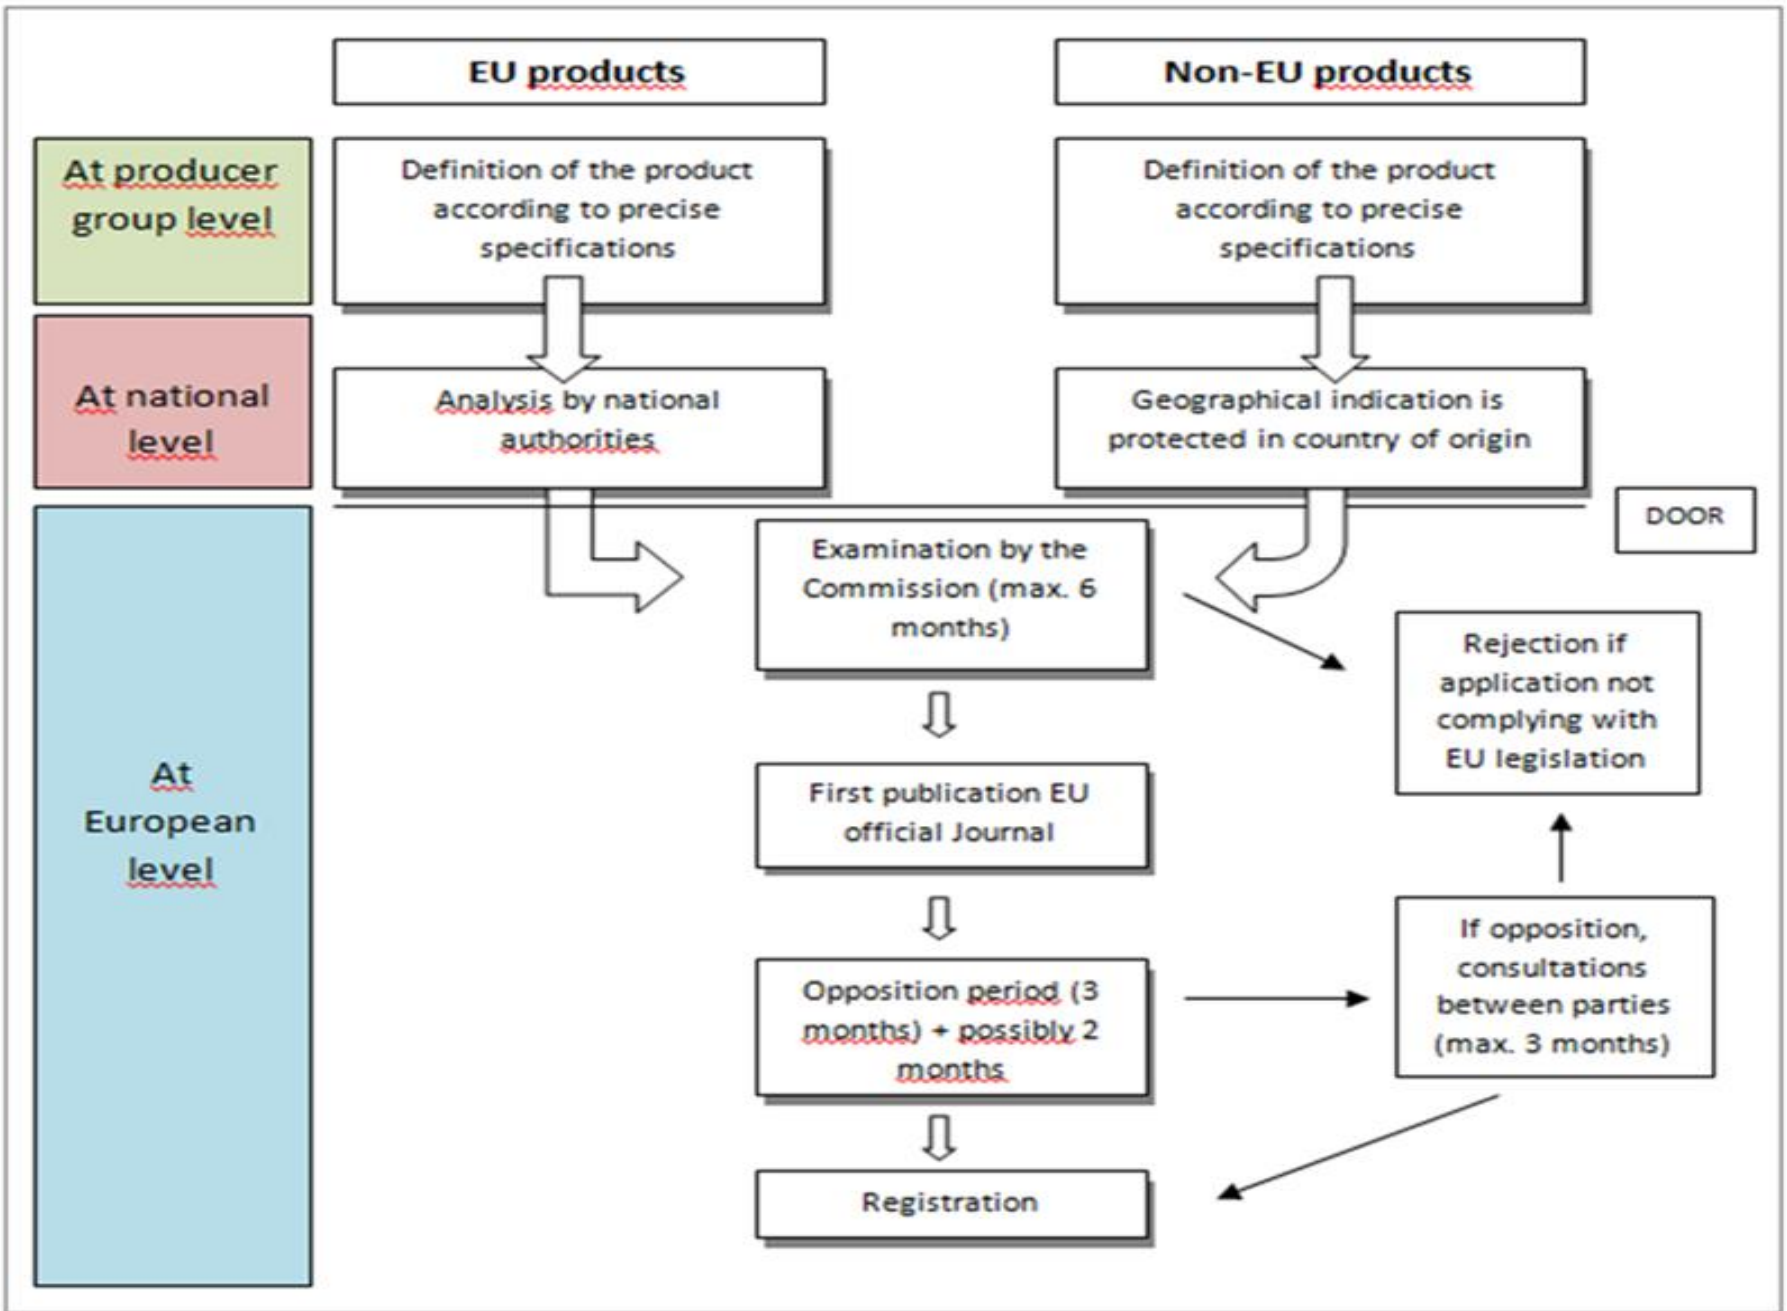 EU products
Non-EU products
At producer
group level
Definition of the product
according to precise
specifications
Definition of the product
according to precise
specifications
At national
level
Analysis by national
authorities
Geographical indication is
protected in country of origin
DOOR
At
European
level
Examination by the
Commission (max. 6
months)
Rejection if
application not
complying with
EU legislation
First publication EU
official Journal
Opposition period (3
months) + possibly 2
months
If opposition,
consultations
between parties
(max. 3 months)
Registration